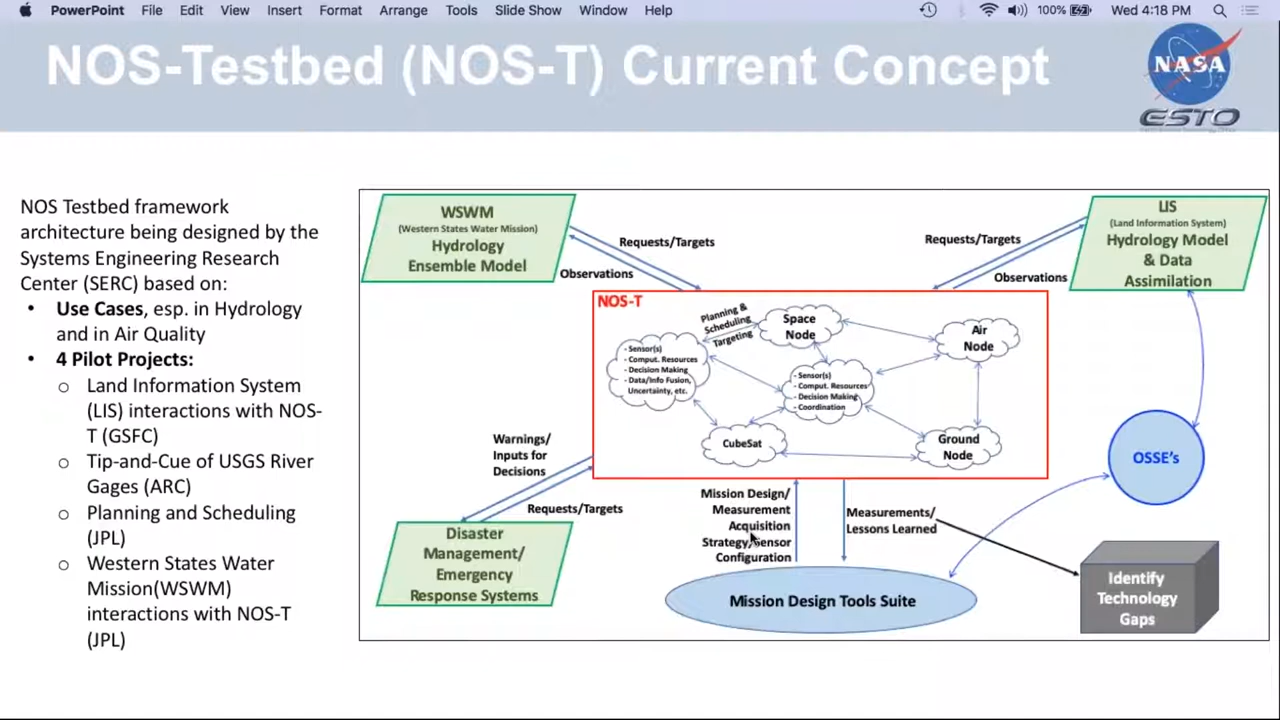 PowerPoint File Edit View Insert Format Arrange Tools Slide Show Window Help 100% Wed 4:18 PM
NOS-Testbed (NOS-T) Current Concept
NASA
ESTO
NOS Testbed framework
architecture being designed by the
Systems Engineering Research
Center (SERC) based on:
• Use Cases, esp. in Hydrology
and in Air Quality
• 4 Pilot Projects:
o Land Information System
(LIS) interactions with NOS-
T (GSFC)
o Tip-and-Cue of USGS River
Gages (ARC)
o Planning and Scheduling
(JPL)
o Western States Water
Mission(WSWM)
interactions with NOS-T
(JPL)
WSWM
(Western States Water Mission)
Hydrology
Ensemble Model
Requests/Targets
Observations
Requests/Targets
Observations
LIS
(Land Information System)
Hydrology Model
& Data
Assimilation
NOS-T
Planning &
Scheduling
Targeting
Space
Node
Air
Node
- Sensor(s)
- Comput. Resources
- Decision Making
- Data/Info Fusion,
Uncertainty, etc.
- Sensor(s)
- Comput. Resources
- Decision Making
- Coordination
CubeSat
Ground
Node
Warnings/
Inputs for
Decisions
Requests/Targets
Disaster
Management/
Emergency
Response Systems
Mission Design/
Measurement
Acquisition
Strategy/Sensor
Configuration
Measurements/
Lessons Learned
OSSE's
Mission Design Tools Suite
Identify
Technology
Gaps